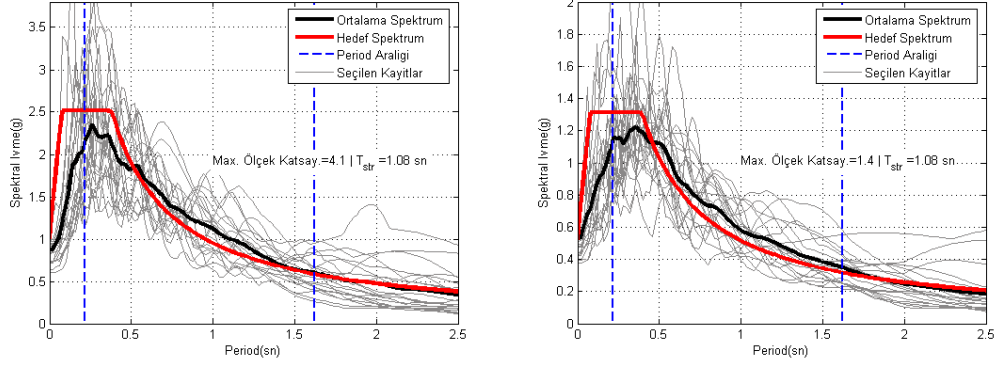 Ortalama Spektrum
Hedef Spektrum
Period Araligi
Seçilen Kayitlar
Max. Ölçek Katsay.=4.1 | T_str =1.08 sn
Spektral Ivme(g)
3.5
3
2.5
2
1.5
1
0.5
0
0
0.5
1
1.5
2
2.5
Period(sn)
Ortalama Spektrum
Hedef Spektrum
Period Araligi
Seçilen Kayitlar
Max. Ölçek Katsay.=1.4 | T_str =1.08 sn
Spektral Ivme(g)
2
1.8
1.6
1.4
1.2
1
0.8
0.6
0.4
0.2
0
0
0.5
1
1.5
2
2.5
Period(sn)